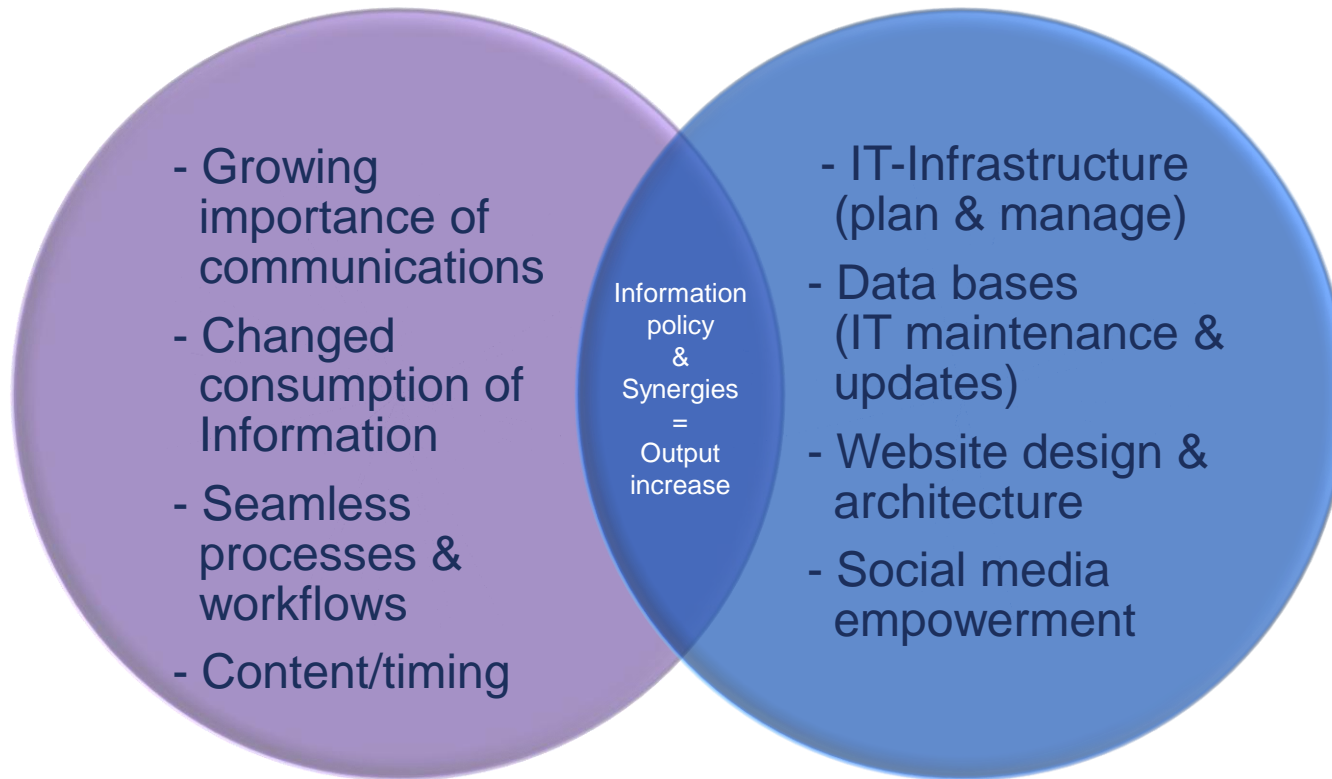 - Growing
importance of
communications
- Changed
consumption of
Information
- Seamless
processes &
workflows
- Content/timing
Information
policy
&
Synergies
=
Output
increase
- IT-Infrastructure
(plan & manage)
- Data bases
(IT maintenance &
updates)
- Website design &
architecture
- Social media
empowerment